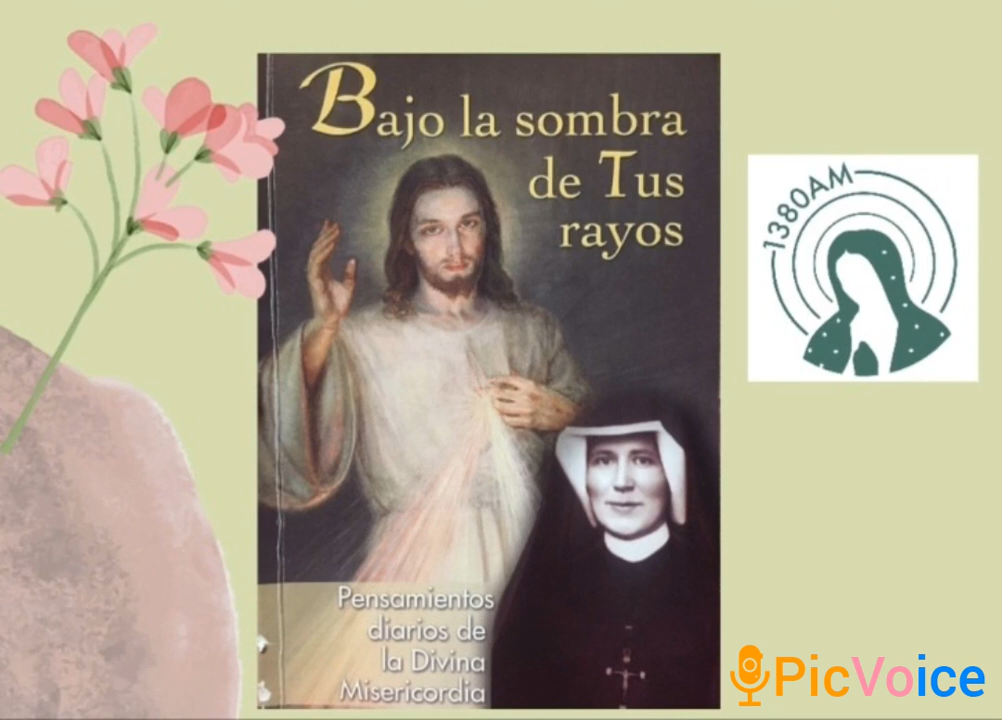 Bajo la sombra
de Tus
rayos
1380AM
Pensamientos
diarios de
la Divina
Misericordia
PicVoice